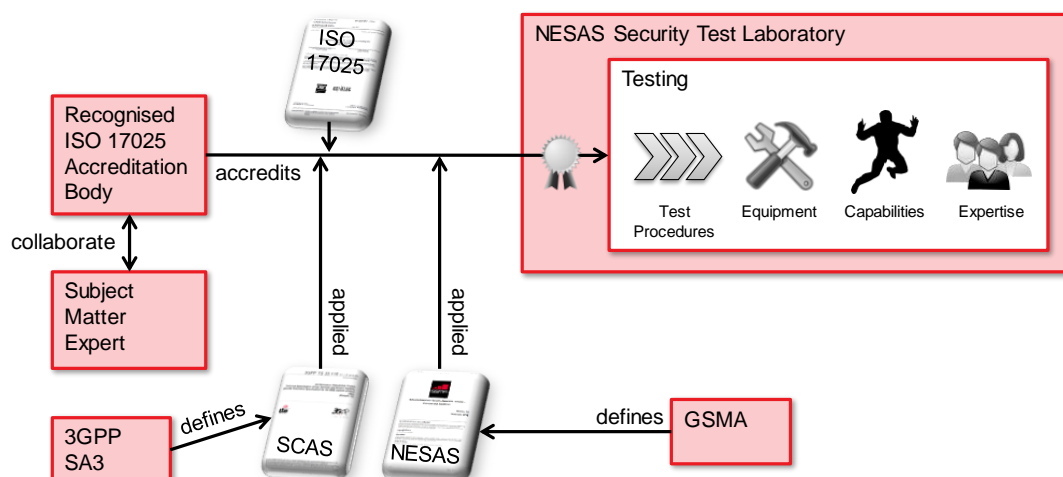 ISO
17025
NESAS Security Test Laboratory
Testing
Recognised
ISO 17025
Accreditation
Body
accredits
Test
Procedures
Equipment
Capabilities
Expertise
collaborate
Subject
Matter
Expert
applied
applied
3GPP
SA3
defines
SCAS
NESAS
defines
GSMA